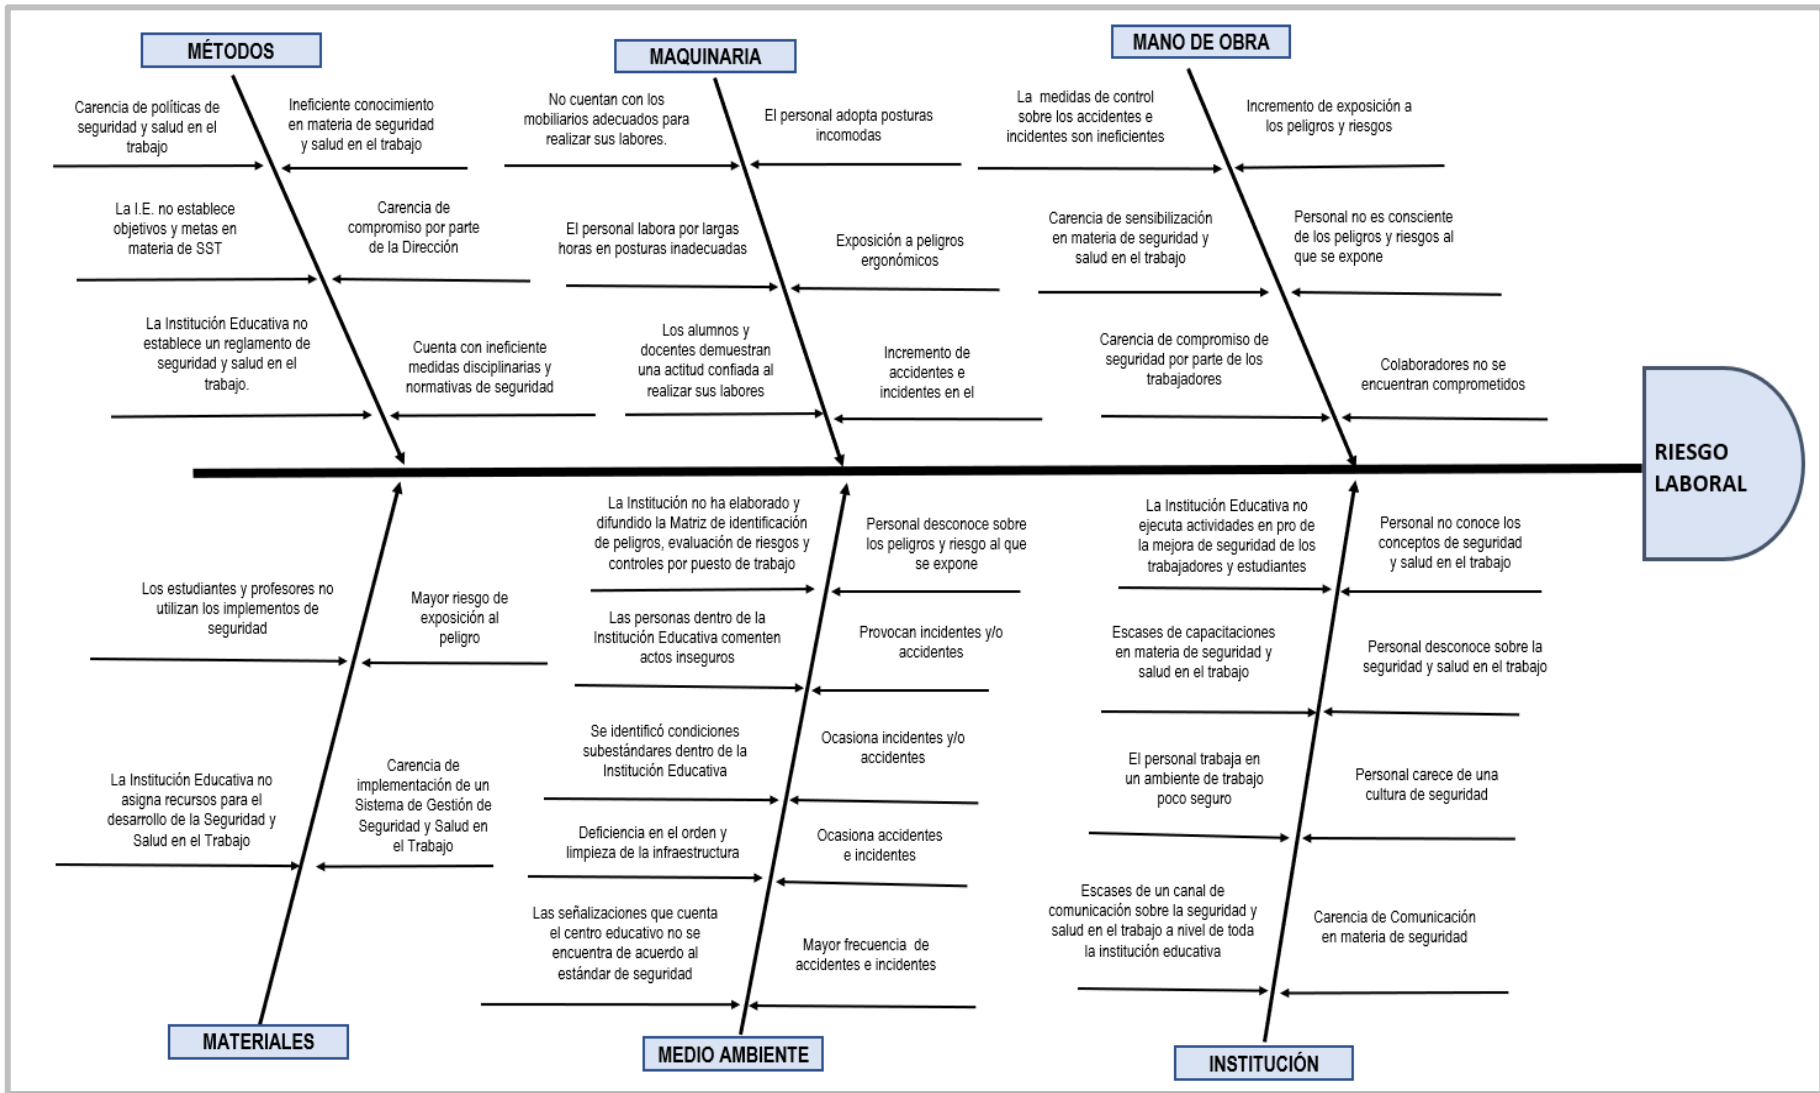 MÉTODOS
Carencia de políticas de
seguridad y salud en el
trabajo
Ineficiente conocimiento
en materia de seguridad
y salud en el trabajo
La I.E. no establece
objetivos y metas en
materia de SST
Carencia de
compromiso por parte
de la Dirección
La Institución Educativa no
establece un reglamento de
seguridad y salud en el
trabajo.
Cuenta con ineficiente
medidas disciplinarias y
normativas de seguridad
MAQUINARIA
No cuentan con los
mobiliarios adecuados para
realizar sus labores.
El personal adopta posturas
incomodas
El personal labora por largas
horas en posturas inadecuadas
Exposición a peligros
ergonómicos
Los alumnos y
docentes demuestran
una actitud confiada al
realizar sus labores
Incremento de
accidentes e
incidentes en el
MANO DE OBRA
La medidas de control
sobre los accidentes e
incidentes son ineficientes
Incremento de exposición a
los peligros y riesgos
Carencia de sensibilización
en materia de seguridad y
salud en el trabajo
Personal no es consciente
de los peligros y riesgos al
que se expone
Carencia de compromiso de
seguridad por parte de los
trabajadores
Colaboradores no se
encuentran comprometidos
RIESGO
LABORAL
Los estudiantes y profesores no
utilizan los implementos de
seguridad
Mayor riesgo de
exposición al
peligro
La Institución Educativa no
asigna recursos para el
desarrollo de la Seguridad y
Salud en el Trabajo
Carencia de
implementación de un
Sistema de Gestión de
Seguridad y Salud en
el Trabajo
MATERIALES
La Institución no ha elaborado y
difundido la Matriz de identificación
de peligros, evaluación de riesgos y
controles por puesto de trabajo
Personal desconoce sobre
los peligros y riesgo al que
se expone
Las personas dentro de la
Institución Educativa comenten
actos inseguros
Provocan incidentes y/o
accidentes
Se identificó condiciones
subestándares dentro de la
Institución Educativa
Ocasiona incidentes y/o
accidentes
Deficiencia en el orden y
limpieza de la infraestructura
Ocasiona accidentes
e incidentes
Las señalizaciones que cuenta
el centro educativo no se
encuentra de acuerdo al
estándar de seguridad
Mayor frecuencia de
accidentes e incidentes
MEDIO AMBIENTE
La Institución Educativa no
ejecuta actividades en pro de
la mejora de seguridad de los
trabajadores y estudiantes
Personal no conoce los
conceptos de seguridad
y salud en el trabajo
Escases de capacitaciones
en materia de seguridad y
salud en el trabajo
Personal desconoce sobre la
seguridad y salud en el trabajo
El personal trabaja en
un ambiente de trabajo
poco seguro
Personal carece de una
cultura de seguridad
Escases de un canal de
comunicación sobre la seguridad y
salud en el trabajo a nivel de toda
la institución educativa
Carencia de Comunicación
en materia de seguridad
INSTITUCIÓN